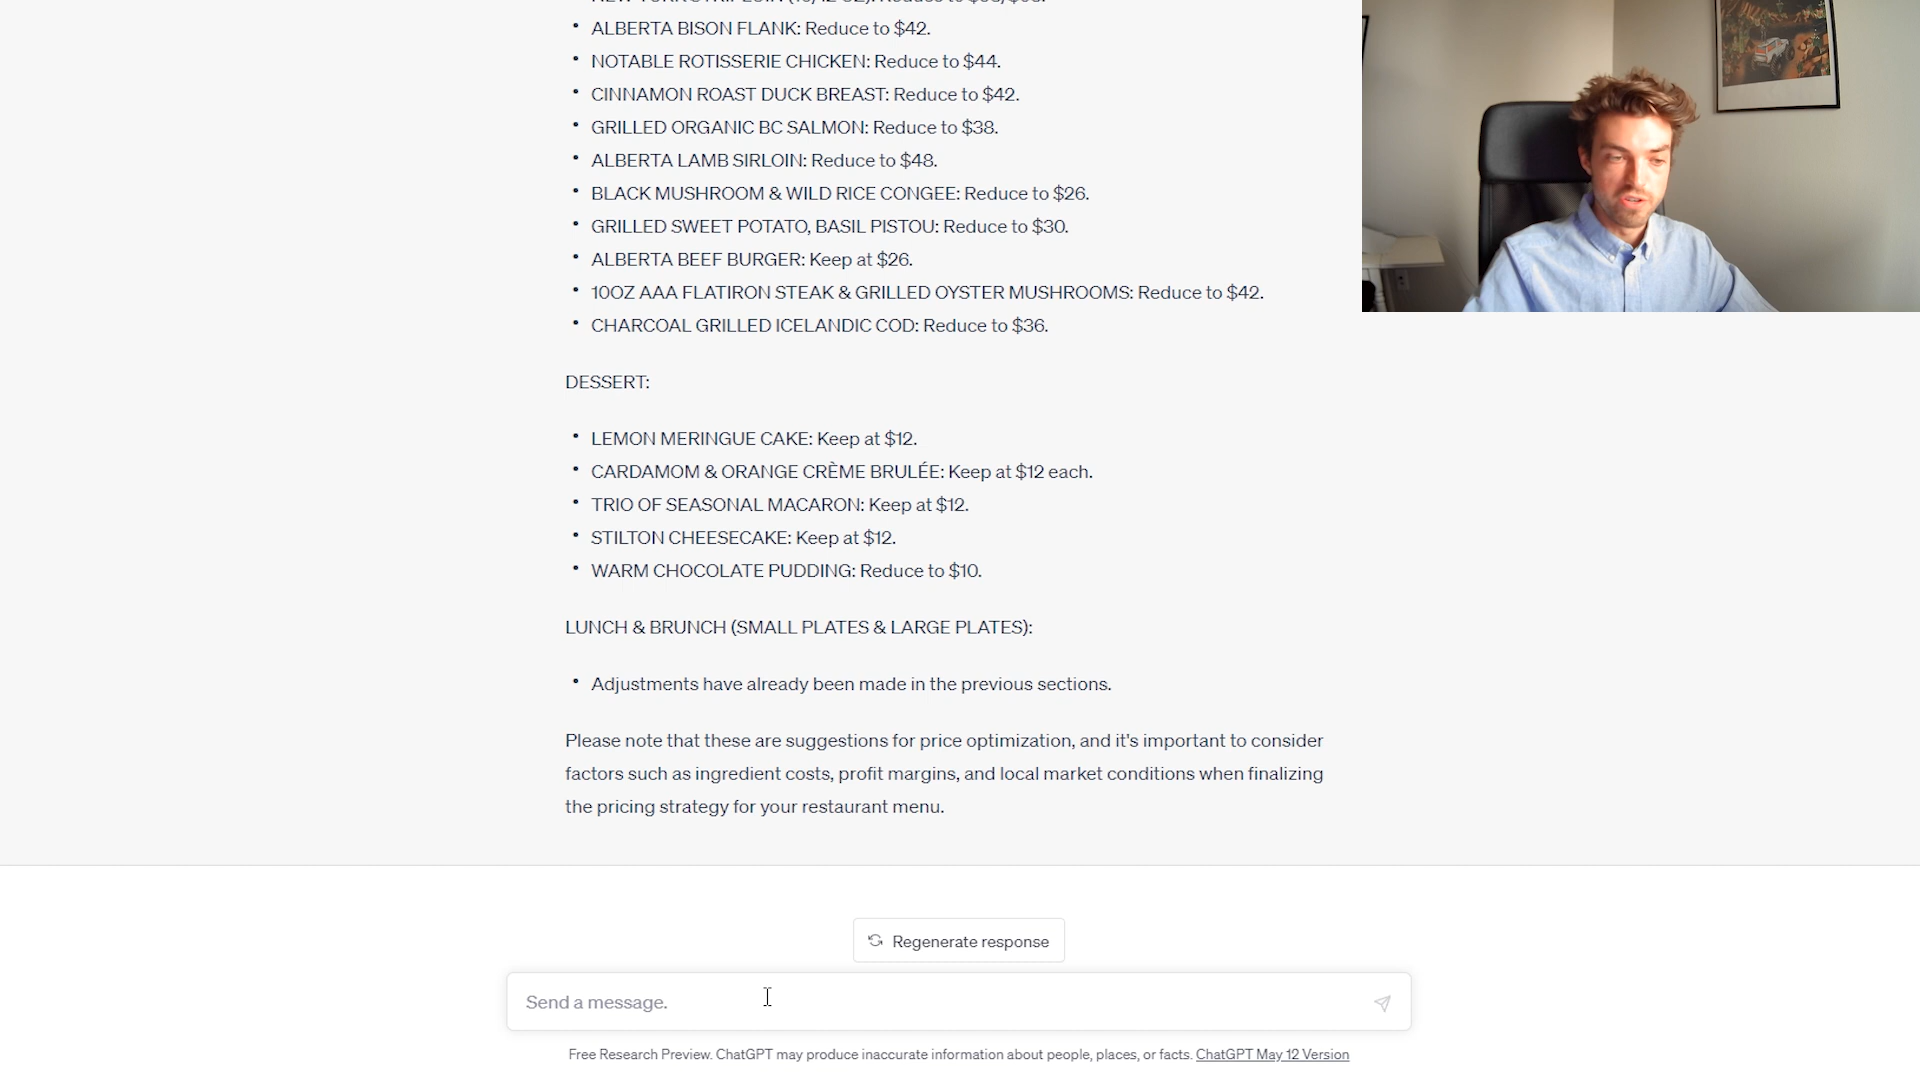 ALBERTA BISON FLANK: Reduce to $42.
NOTABLE ROTISSERIE CHICKEN: Reduce to $44.
CINNAMON ROAST DUCK BREAST: Reduce to $42.
GRILLED ORGANIC BC SALMON: Reduce to $38.
ALBERTA LAMB SIRLOIN: Reduce to $48.
BLACK MUSHROOM & WILD RICE CONGEE: Reduce to $26.
GRILLED SWEET POTATO, BASIL PISTOU: Reduce to $30.
ALBERTA BEEF BURGER: Keep at $26.
10OZ AAA FLATIRON STEAK & GRILLED OYSTER MUSHROOMS: Reduce to $42.
CHARCOAL GRILLED ICELANDIC COD: Reduce to $36.
DESSERT:
LEMON MERINGUE CAKE: Keep at $12.
CARDAMOM & ORANGE CRÈME BRULÉE: Keep at $12 each.
TRIO OF SEASONAL MACARON: Keep at $12.
STILTON CHEESECAKE: Keep at $12.
WARM CHOCOLATE PUDDING: Reduce to $10.
LUNCH & BRUNCH (SMALL PLATES & LARGE PLATES):
Adjustments have already been made in the previous sections.
Please note that these are suggestions for price optimization, and it's important to consider
factors such as ingredient costs, profit margins, and local market conditions when finalizing
the pricing strategy for your restaurant menu.
Regenerate response
Send a message.
Free Research Preview. ChatGPT may produce inaccurate information about people, places, or facts. ChatGPT May 12 Version